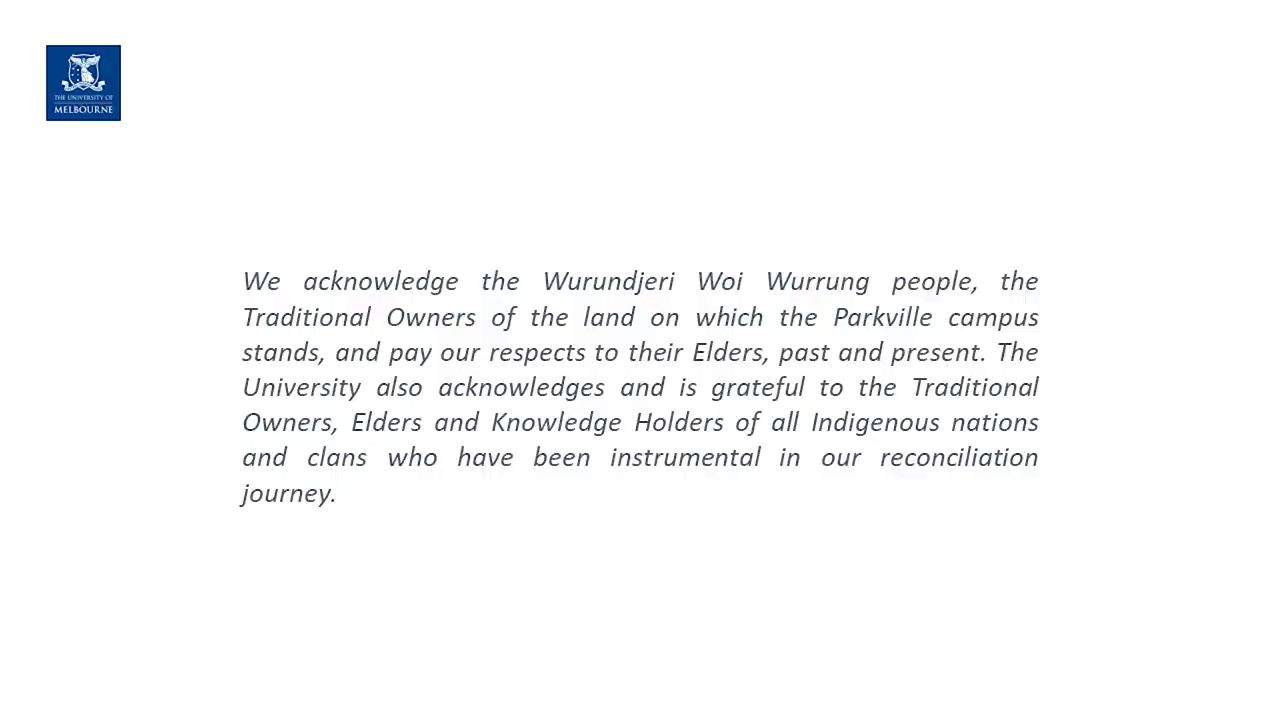 THE UNIVERSITY OF
MELBOURNE
We acknowledge the Wurundjeri Woi Wurrung people, the
Traditional Owners of the land on which the Parkville campus
stands, and pay our respects to their Elders, past and present. The
University also acknowledges and is grateful to the Traditional
Owners, Elders and Knowledge Holders of all Indigenous nations
and clans who have been instrumental in our reconciliation
journey.